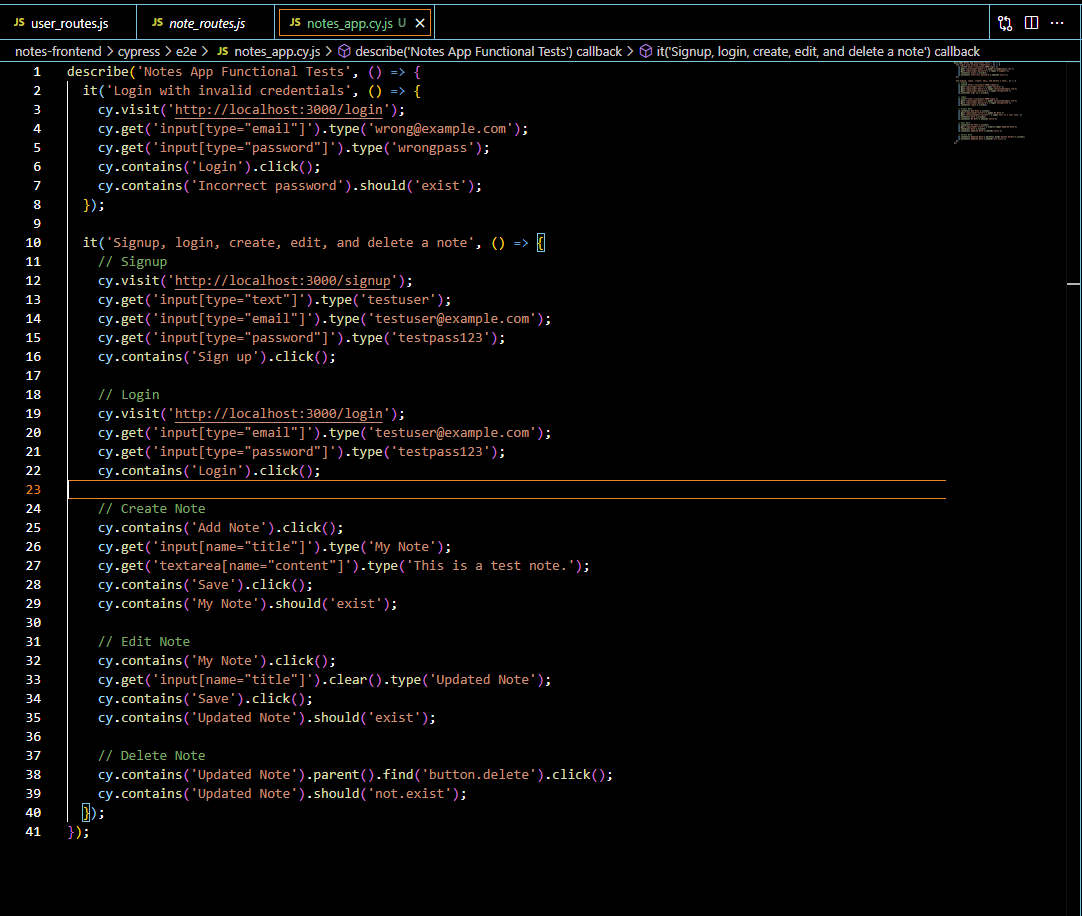 JS user_routes.js JS note_routes.js JS notes_app.cy.js U ×
notes-frontend > cypress > e2e > JS notes_app.cy.js > describe('Notes App Functional Tests') callback > it('Signup, login, create, edit, and delete a note') callback
1 describe('Notes App Functional Tests', () => {
2 it('Login with invalid credentials', () => {
3 cy.visit('http://localhost:3000/login');
4 cy.get('input[type="email"]').type('wrong@example.com');
5 cy.get('input[type="password"]').type('wrongpass');
6 cy.contains('Login').click();
7 cy.contains('Incorrect password').should('exist');
8 });
9
10 it('Signup, login, create, edit, and delete a note', () => {
11 // Signup
12 cy.visit('http://localhost:3000/signup');
13 cy.get('input[type="text"]').type('testuser');
14 cy.get('input[type="email"]').type('testuser@example.com');
15 cy.get('input[type="password"]').type('testpass123');
16 cy.contains('Sign up').click();
17
18 // Login
19 cy.visit('http://localhost:3000/login');
20 cy.get('input[type="email"]').type('testuser@example.com');
21 cy.get('input[type="password"]').type('testpass123');
22 cy.contains('Login').click();
23
24 // Create Note
25 cy.contains('Add Note').click();
26 cy.get('input[name="title"]').type('My Note');
27 cy.get('textarea[name="content"]').type('This is a test note.');
28 cy.contains('Save').click();
29 cy.contains('My Note').should('exist');
30
31 // Edit Note
32 cy.contains('My Note').click();
33 cy.get('input[name="title"]').clear().type('Updated Note');
34 cy.contains('Save').click();
35 cy.contains('Updated Note').should('exist');
36
37 // Delete Note
38 cy.contains('Updated Note').parent().find('button.delete').click();
39 cy.contains('Updated Note').should('not.exist');
40 });
41 });